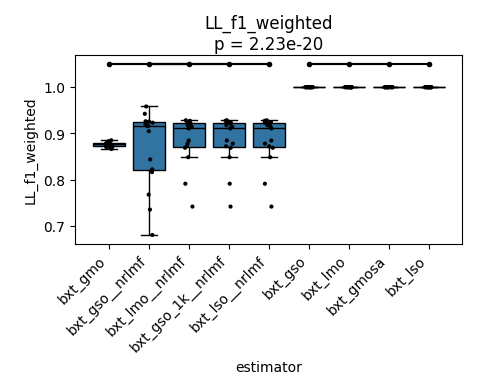 LL_f1_weighted
p = 2.23e-20
LL_f1_weighted
1.0
0.9
0.8
0.7
bxt_gmo
bxt_gso__nrlmf
bxt_lmo__nrlmf
bxt_gso_1k__nrlmf
bxt_lso__nrlmf
bxt_gso
bxt_lmo
bxt_gmosa
bxt_lso
estimator